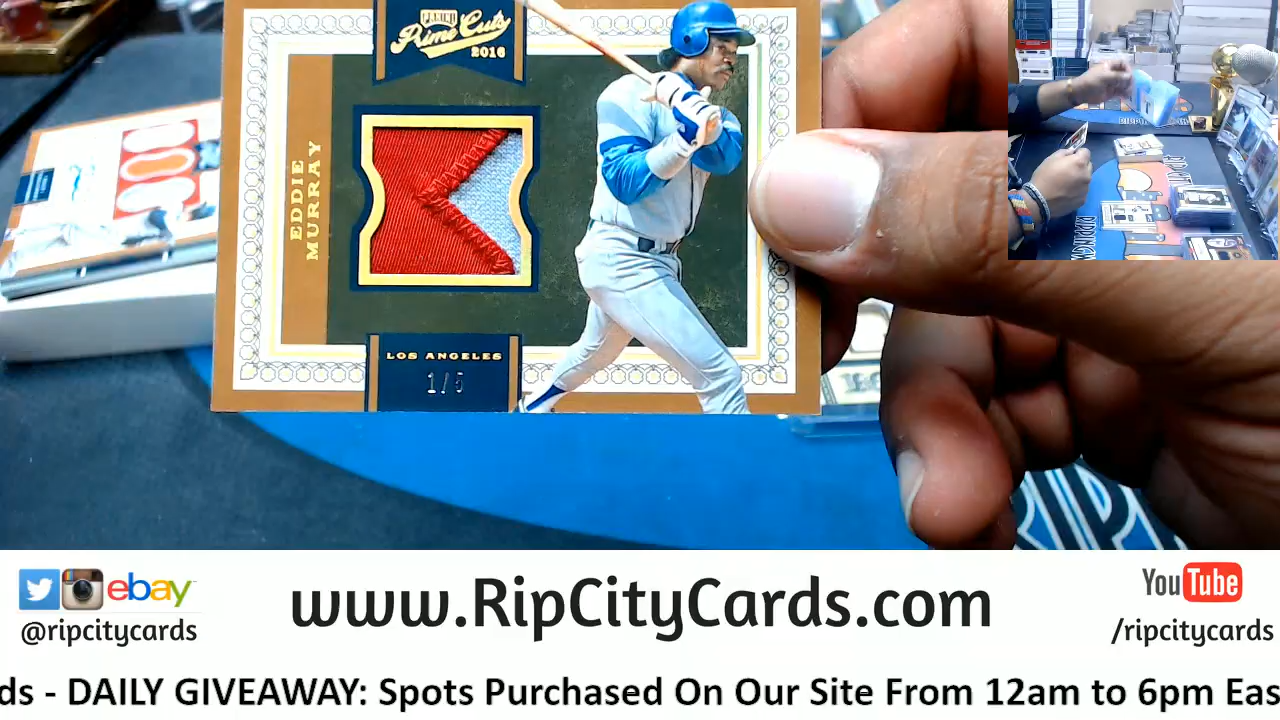 PANINI
Prime Cuts
2016
EDDIE
MURRAY
LOS ANGELES
1/5
ebay
@ripcitycards
www.RipCityCards.com
YouTube
/ripcitycards
ds - DAILY GIVEAWAY: Spots Purchased On Our Site From 12am to 6pm Eas